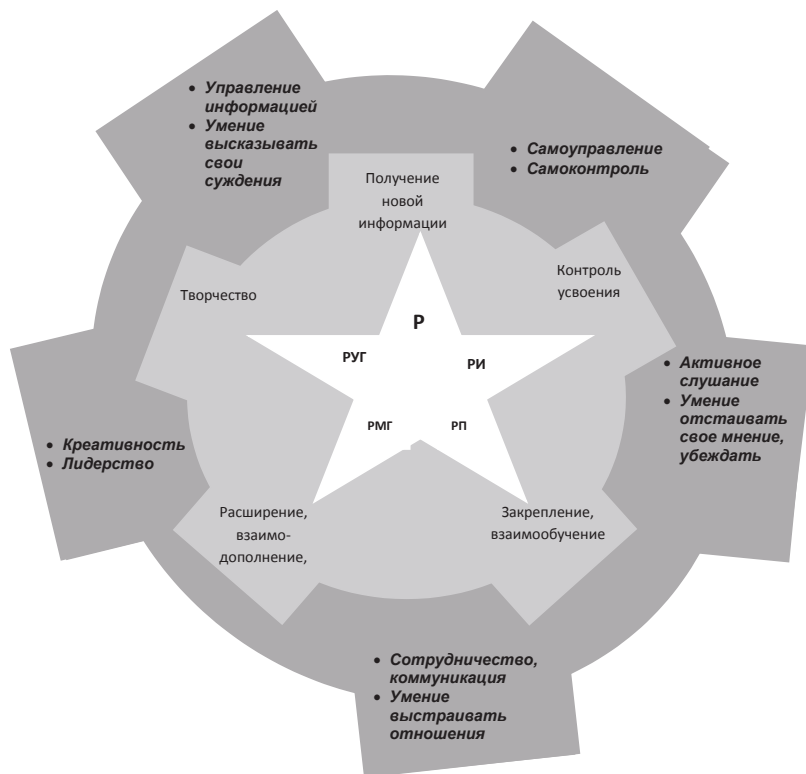 • Управление
информацией
• Умение
высказывать
свои
суждения
• Самоуправление
• Самоконтроль
Получение
новой
информации
Творчество
Контроль
усвоения
Р
РУГ
РИ
РМГ
РП
• Активное
слушание
• Умение
отстаивать
свое мнение,
убеждать
• Креативность
• Лидерство
Расширение,
взаимо-
дополнение,
Закрепление,
взаимообучение
• Сотрудничество,
коммуникация
• Умение
выстраивать
отношения